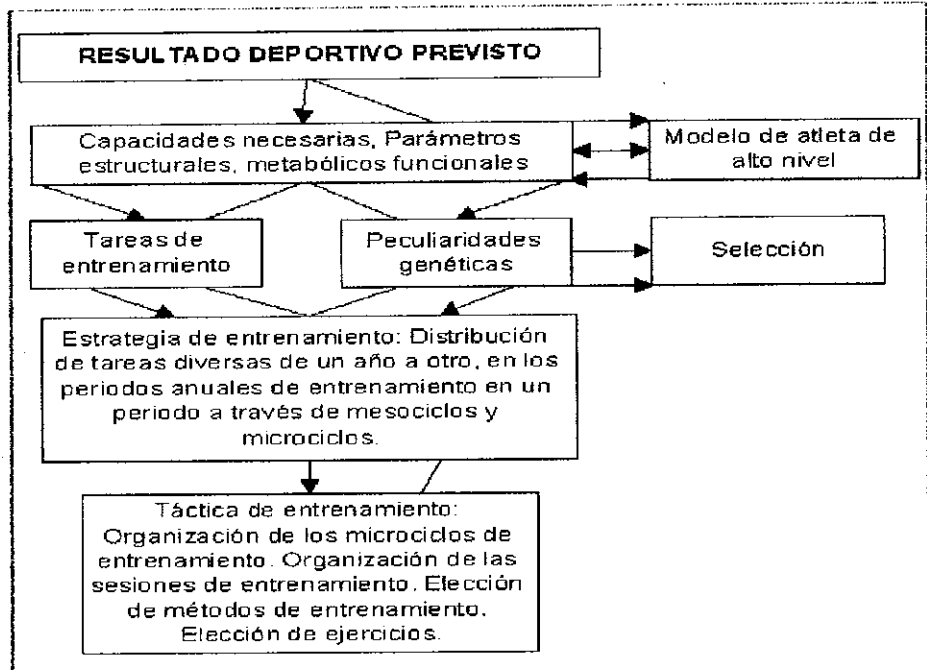 RESULTADO DEPORTIVO PREVISTO
Capacidades necesarias, Parámetros
estructurales, metabólicos funcionales
Modelo de atleta de
alto nivel
Tareas de
entrenamiento
Peculiaridades
genéticas
Selección
Estrategia de entrenamiento: Distribución
de tareas diversas de un año a otro, en los
periodos anuales de entrenamiento en un
periodo a través de mesociclos y
microciclos.
Táctica de entrenamiento:
Organización de los microciclos de
entrenamiento. Organización de las
sesiones de entrenamiento. Elección
de métodos de entrenamiento.
Elección de ejercicios.